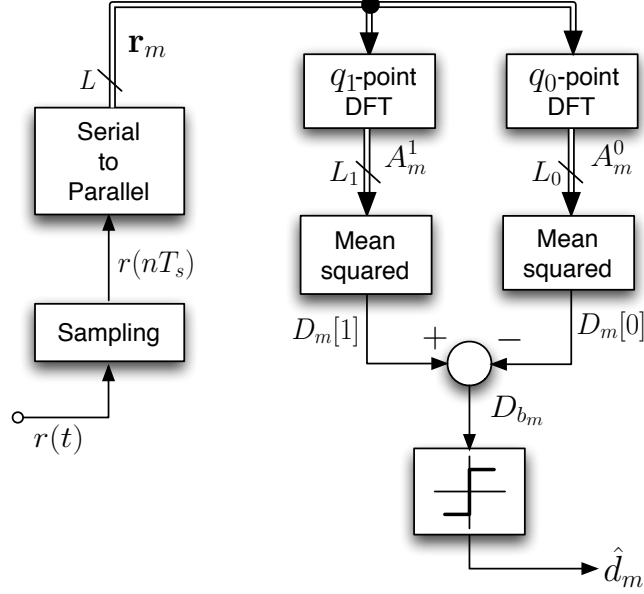 𝐫_m
L
q_1-point
DFT
q_0-point
DFT
Serial
to
Parallel
L_1
A_m^1
L_0
A_m^0
Mean
squared
Mean
squared
r(nT_s)
Sampling
D_m[1]
+
−
D_m[0]
r(t)
D_{b_m}
\hat{d}_m